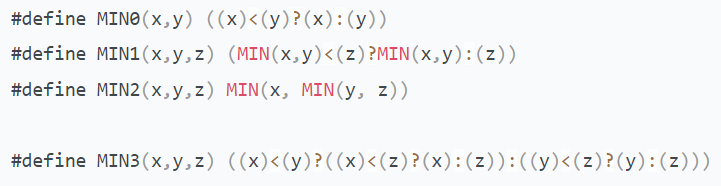 #define MIN0(x,y) ((x)<(y)?(x):(y))
#define MIN1(x,y,z) (MIN(x,y)<(z)?MIN(x,y):(z))
#define MIN2(x,y,z) MIN(x, MIN(y, z))
#define MIN3(x,y,z) ((x)<(y)?((x)<(z)?(x):(z)):((y)<(z)?(y):(z)))